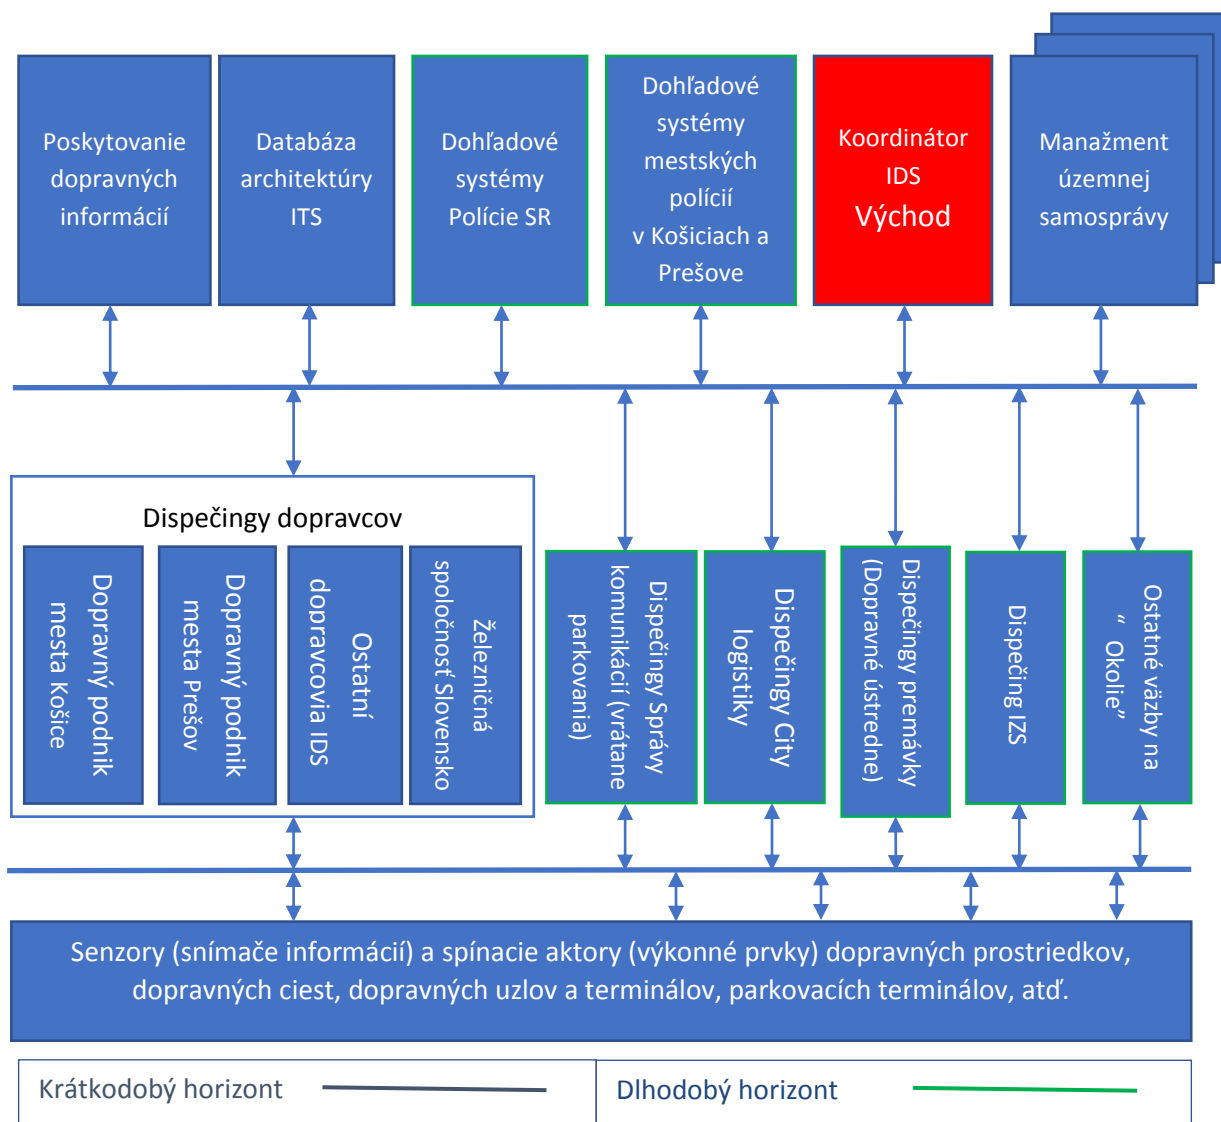 Poskytovanie
dopravných
informácií
Databáza
architektúry
ITS
Dohľadové
systémy
Polície SR
Dohľadové
systémy
mestských
polícií
v Košiciach a
Prešove
Koordinátor
IDS
Východ
Manažment
územnej
samosprávy
Dispečingy dopravcov
Dopravný podnik
mesta Košice
Dopravný podnik
mesta Prešov
Ostatní
dopravcovia IDS
Železničná
spoločnosť Slovensko
Dispečingy Správy
komunikácií (vrátane
parkovania)
Dispečingy City
logistiky
Dispečingy premávky
(Dopravné ústredne)
Dispečing IZS
Ostatné väzby na
“ Okolie”
Senzory (snímače informácií) a spínacie aktory (výkonné prvky) dopravných prostriedkov,
dopravných ciest, dopravných uzlov a terminálov, parkovacích terminálov, atď.
Krátkodobý horizont
Dlhodobý horizont